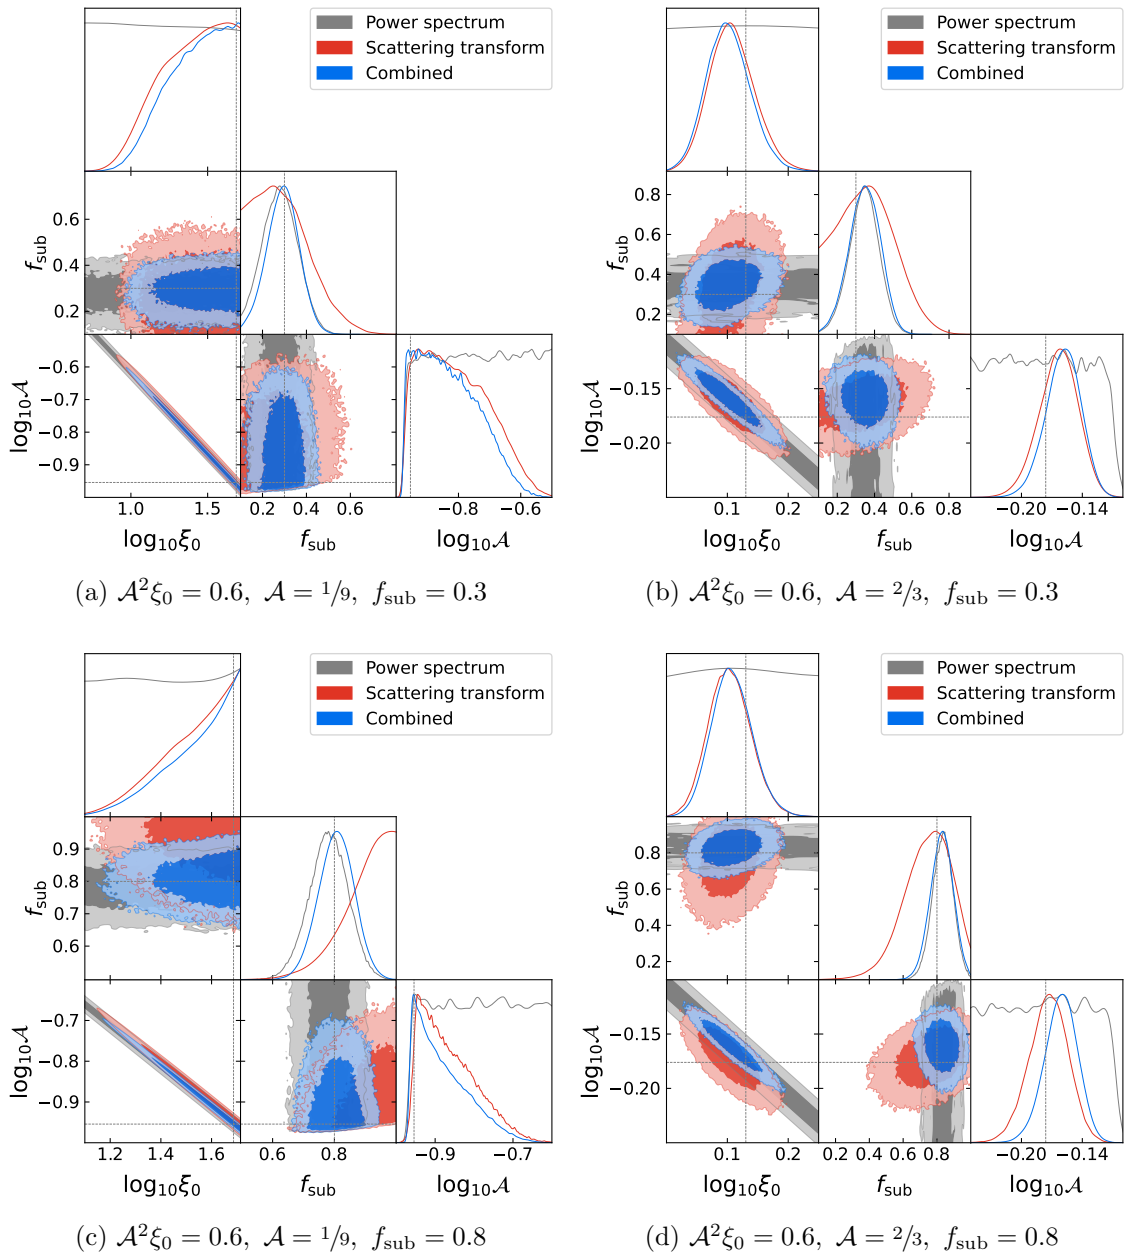 Power spectrum
Scattering transform
Combined
0.6
0.4
0.2
f_sub
−0.6
−0.7
−0.8
−0.9
log₁₀𝒜
1.0 1.5
log₁₀ξ₀
0.2 0.4 0.6
f_sub
−0.8 −0.6
log₁₀𝒜
(a) 𝒜²ξ₀ = 0.6, 𝒜 = 1/9, f_sub = 0.3
Power spectrum
Scattering transform
Combined
0.8
0.6
0.4
0.2
f_sub
−0.15
−0.20
log₁₀𝒜
0.1 0.2
log₁₀ξ₀
0.2 0.4 0.6 0.8
f_sub
−0.20 −0.14
log₁₀𝒜
(b) 𝒜²ξ₀ = 0.6, 𝒜 = 2/3, f_sub = 0.3
Power spectrum
Scattering transform
Combined
0.9
0.8
0.7
0.6
f_sub
−0.7
−0.8
−0.9
log₁₀𝒜
1.2 1.4 1.6
log₁₀ξ₀
0.6 0.8
f_sub
−0.9 −0.7
log₁₀𝒜
(c) 𝒜²ξ₀ = 0.6, 𝒜 = 1/9, f_sub = 0.8
Power spectrum
Scattering transform
Combined
0.8
0.6
0.4
0.2
f_sub
−0.15
−0.20
log₁₀𝒜
0.1 0.2
log₁₀ξ₀
0.2 0.4 0.6 0.8
f_sub
−0.20 −0.14
log₁₀𝒜
(d) 𝒜²ξ₀ = 0.6, 𝒜 = 2/3, f_sub = 0.8